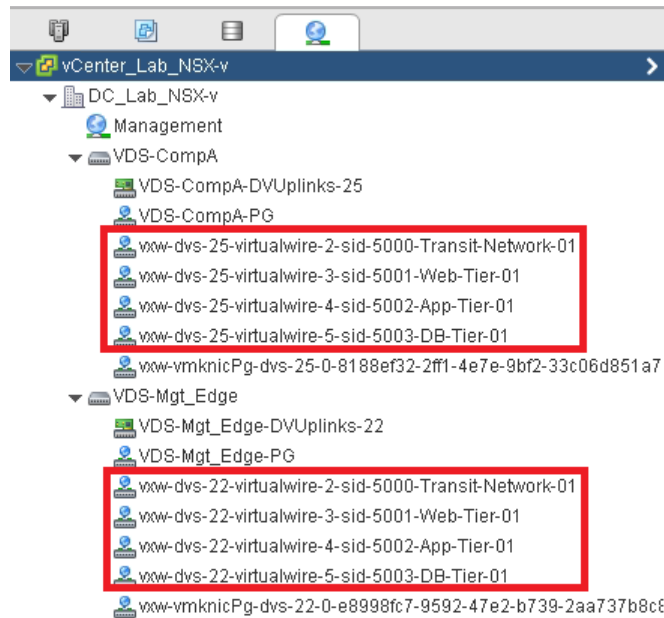 vCenter_Lab_NSX-v
DC_Lab_NSX-v
Management
VDS-CompA
VDS-CompA-DVUplinks-25
VDS-CompA-PG
vxw-dvs-25-virtualwire-2-sid-5000-Transit-Network-01
vxw-dvs-25-virtualwire-3-sid-5001-Web-Tier-01
vxw-dvs-25-virtualwire-4-sid-5002-App-Tier-01
vxw-dvs-25-virtualwire-5-sid-5003-DB-Tier-01
vxw-vmknicPg-dvs-25-0-8188ef32-2ff1-4e7e-9bf2-33c06d851a7
VDS-Mgt_Edge
VDS-Mgt_Edge-DVUplinks-22
VDS-Mgt_Edge-PG
vxw-dvs-22-virtualwire-2-sid-5000-Transit-Network-01
vxw-dvs-22-virtualwire-3-sid-5001-Web-Tier-01
vxw-dvs-22-virtualwire-4-sid-5002-App-Tier-01
vxw-dvs-22-virtualwire-5-sid-5003-DB-Tier-01
vxw-vmknicPg-dvs-22-0-e8998fc7-9592-47e2-b739-2aa737b8c8